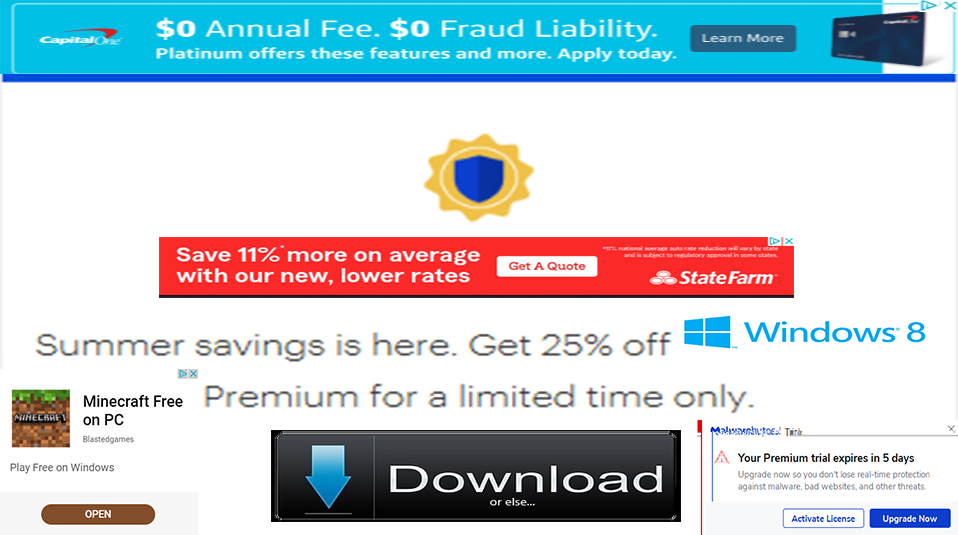 Capital One
$0 Annual Fee. $0 Fraud Liability.
Platinum offers these features and more. Apply today.
Learn More
Save 11%* more on average
with our new, lower rates
Get A Quote
*11% national average auto rate reduction will vary by state
and is subject to regulatory approval in some states.
StateFarm
Summer savings is here. Get 25% off
Windows 8
Premium for a limited time only.
MINECRAFT
Minecraft Free
on PC
Blastedgames
Play Free on Windows
OPEN
Download
or else...
Malwarebytes
Your Premium trial expires in 5 days
Upgrade now so you don't lose real-time protection
against malware, bad websites, and other threats.
Activate License
Upgrade Now